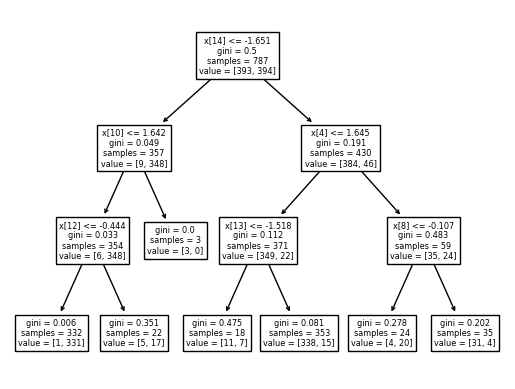 x[14] <= -1.651
gini = 0.5
samples = 787
value = [393, 394]
x[10] <= 1.642
gini = 0.049
samples = 357
value = [9, 348]
x[4] <= 1.645
gini = 0.191
samples = 430
value = [384, 46]
x[12] <= -0.444
gini = 0.033
samples = 354
value = [6, 348]
gini = 0.0
samples = 3
value = [3, 0]
x[13] <= -1.518
gini = 0.112
samples = 371
value = [349, 22]
x[8] <= -0.107
gini = 0.483
samples = 59
value = [35, 24]
gini = 0.006
samples = 332
value = [1, 331]
gini = 0.351
samples = 22
value = [5, 17]
gini = 0.475
samples = 18
value = [11, 7]
gini = 0.081
samples = 353
value = [338, 15]
gini = 0.278
samples = 24
value = [4, 20]
gini = 0.202
samples = 35
value = [31, 4]